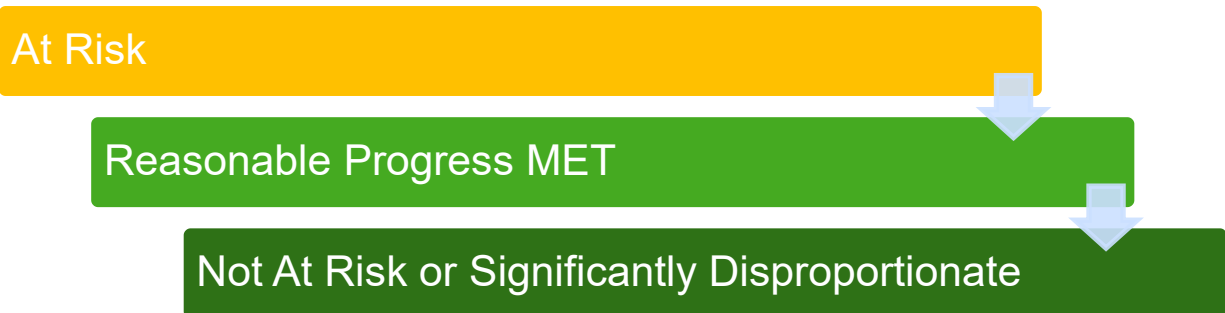 At Risk
Reasonable Progress MET
Not At Risk or Significantly Disproportionate